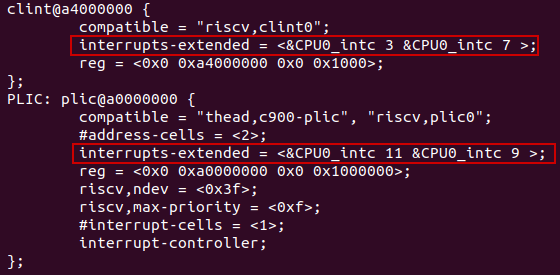 clint@a4000000 {
compatible = "riscv,clint0";
interrupts-extended = <&CPU0_intc 3 &CPU0_intc 7 >;
reg = <0x0 0xa4000000 0x0 0x1000>;
};
PLIC: plic@a0000000 {
compatible = "thead,c900-plic", "riscv,plic0";
#address-cells = <2>;
interrupts-extended = <&CPU0_intc 11 &CPU0_intc 9 >;
reg = <0x0 0xa0000000 0x0 0x1000000>;
riscv,ndev = <0x3f>;
riscv,max-priority = <0xf>;
#interrupt-cells = <1>;
interrupt-controller;
};